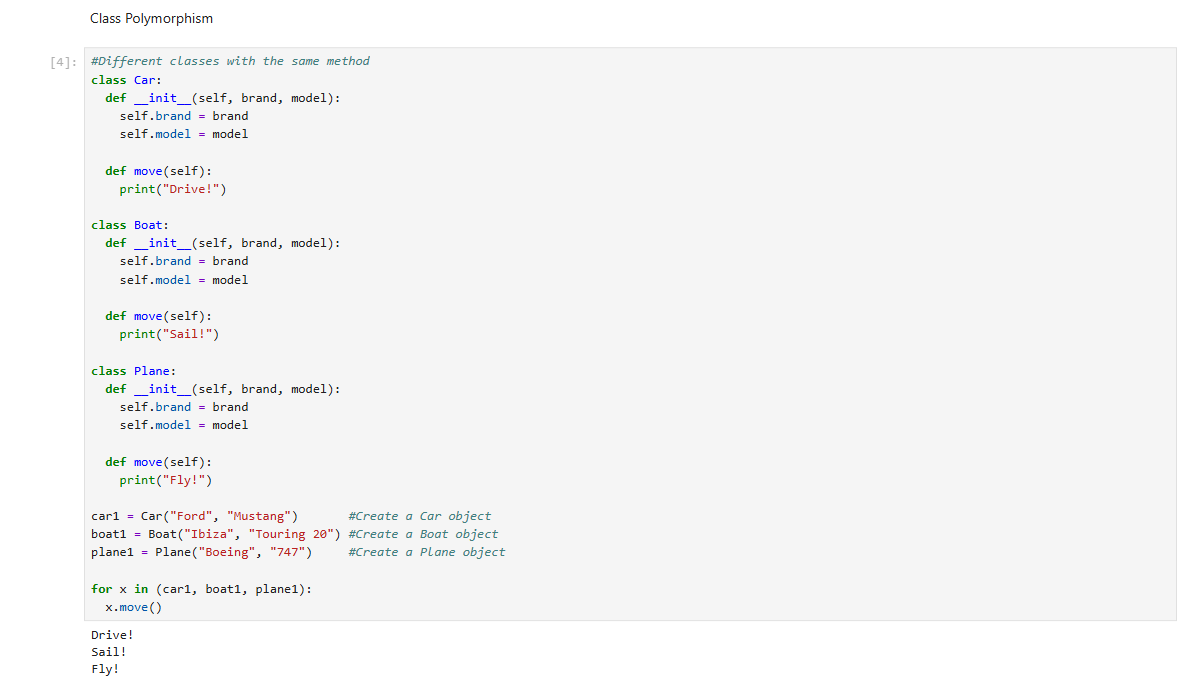 Class Polymorphism
[4]: #Different classes with the same method
class Car:
  def __init__(self, brand, model):
    self.brand = brand
    self.model = model

  def move(self):
    print("Drive!")

class Boat:
  def __init__(self, brand, model):
    self.brand = brand
    self.model = model

  def move(self):
    print("Sail!")

class Plane:
  def __init__(self, brand, model):
    self.brand = brand
    self.model = model

  def move(self):
    print("Fly!")

car1 = Car("Ford", "Mustang")       #Create a Car object
boat1 = Boat("Ibiza", "Touring 20") #Create a Boat object
plane1 = Plane("Boeing", "747")     #Create a Plane object

for x in (car1, boat1, plane1):
  x.move()
Drive!
Sail!
Fly!